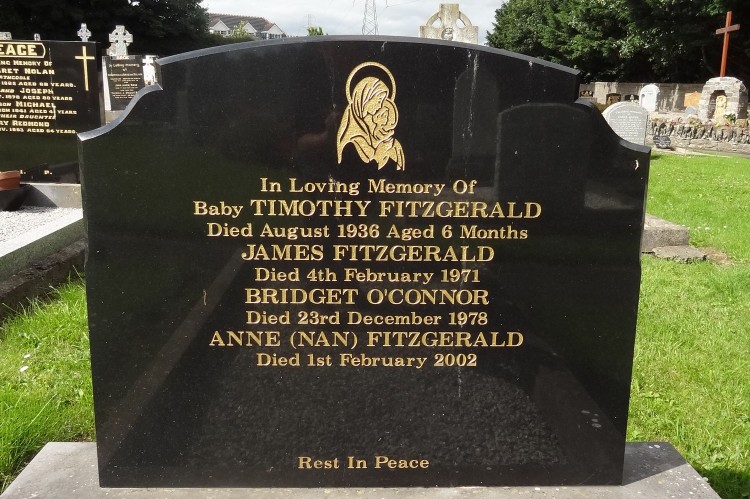 PEACE
In Loving Memory Of
Baby TIMOTHY FITZGERALD
Died August 1936 Aged 6 Months
JAMES FITZGERALD
Died 4th February 1971
BRIDGET O'CONNOR
Died 23rd December 1978
ANNE (NAN) FITZGERALD
Died 1st February 2002
Rest In Peace